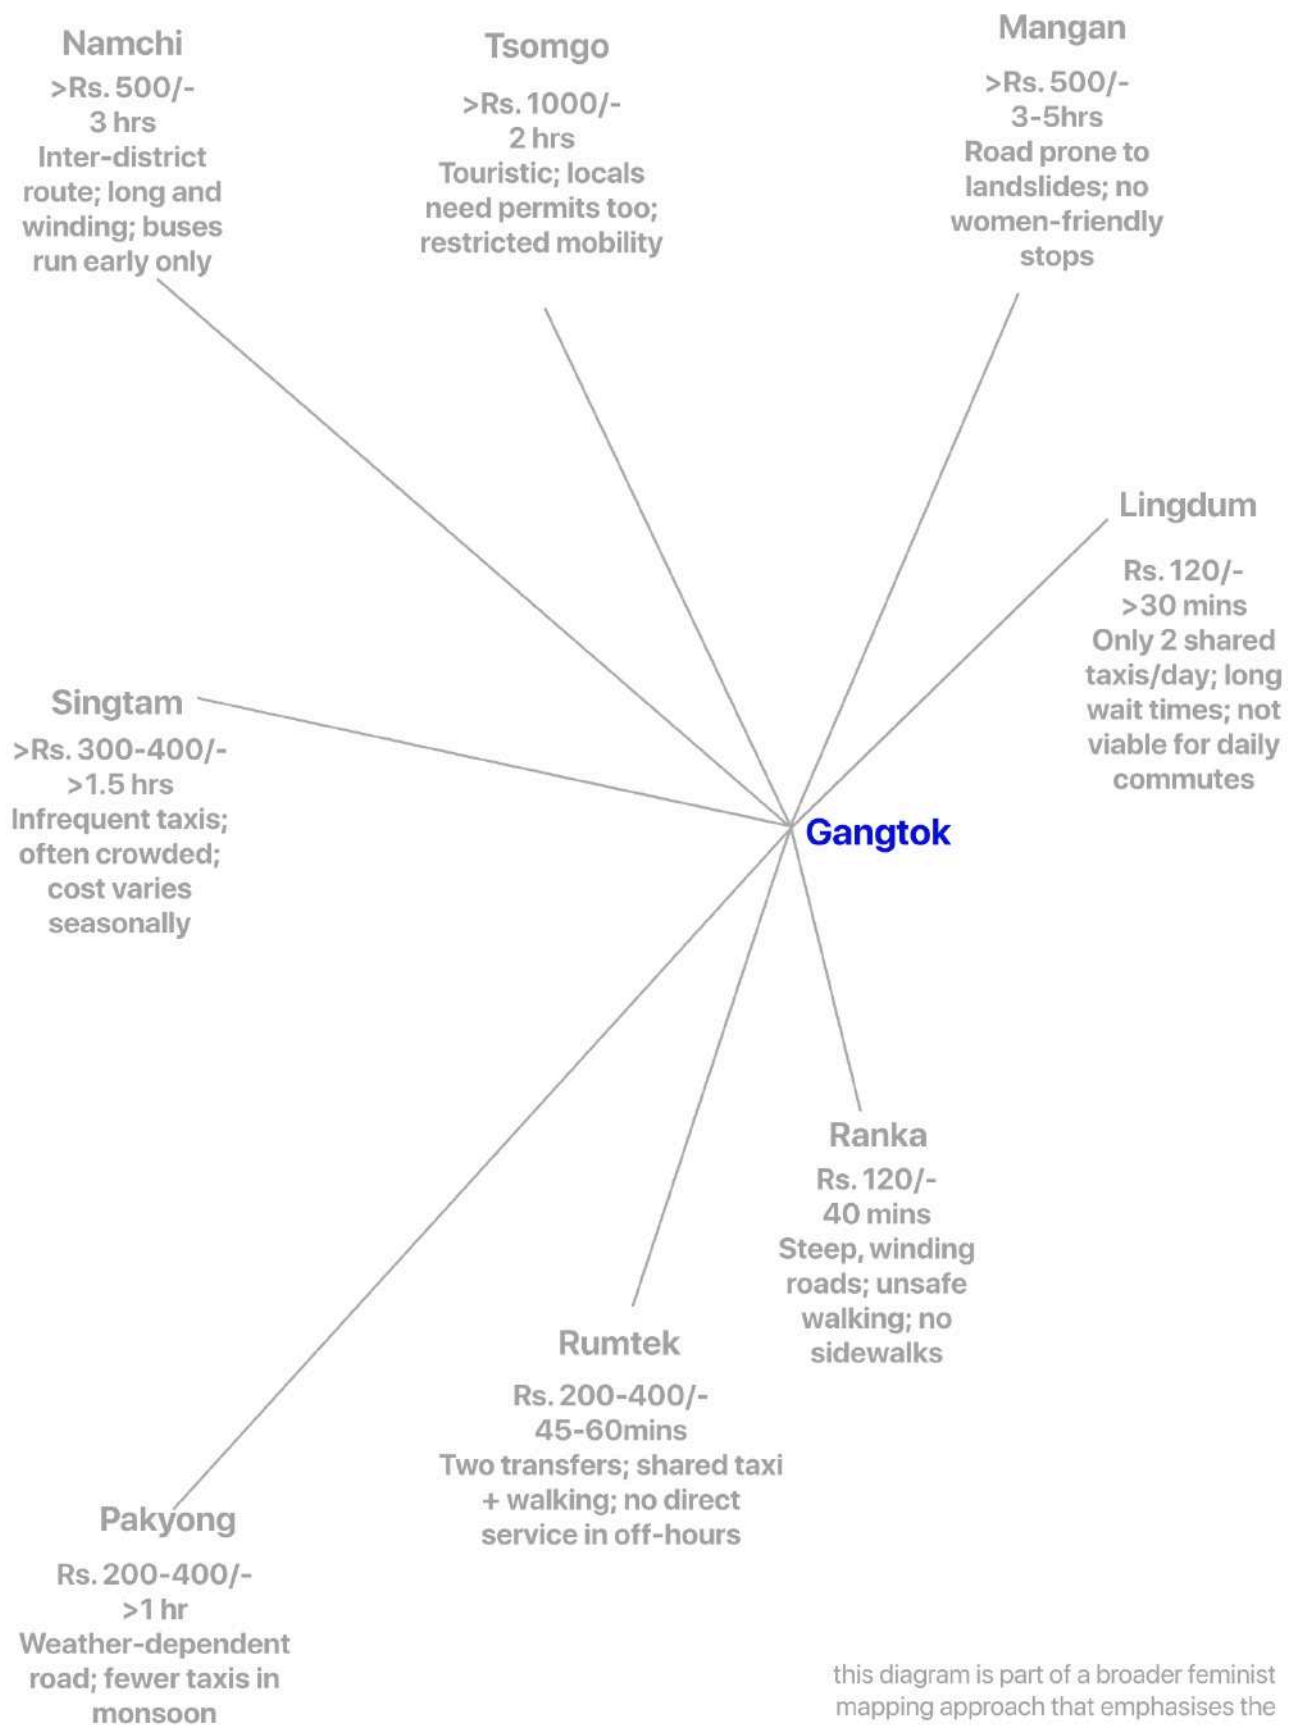 Namchi
>Rs. 500/-
3 hrs
Inter-district
route; long and
winding; buses
run early only
Tsomgo
>Rs. 1000/-
2 hrs
Touristic; locals
need permits too;
restricted mobility
Mangan
>Rs. 500/-
3-5hrs
Road prone to
landslides; no
women-friendly
stops
Lingdum
Rs. 120/-
>30 mins
Only 2 shared
taxis/day; long
wait times; not
viable for daily
commutes
Singtam
>Rs. 300-400/-
>1.5 hrs
Infrequent taxis;
often crowded;
cost varies
seasonally
Gangtok
Ranka
Rs. 120/-
40 mins
Steep, winding
roads; unsafe
walking; no
sidewalks
Rumtek
Rs. 200-400/-
45-60mins
Two transfers; shared taxi
+ walking; no direct
service in off-hours
Pakyong
Rs. 200-400/-
>1 hr
Weather-dependent
road; fewer taxis in
monsoon
this diagram is part of a broader feminist
mapping approach that emphasises the